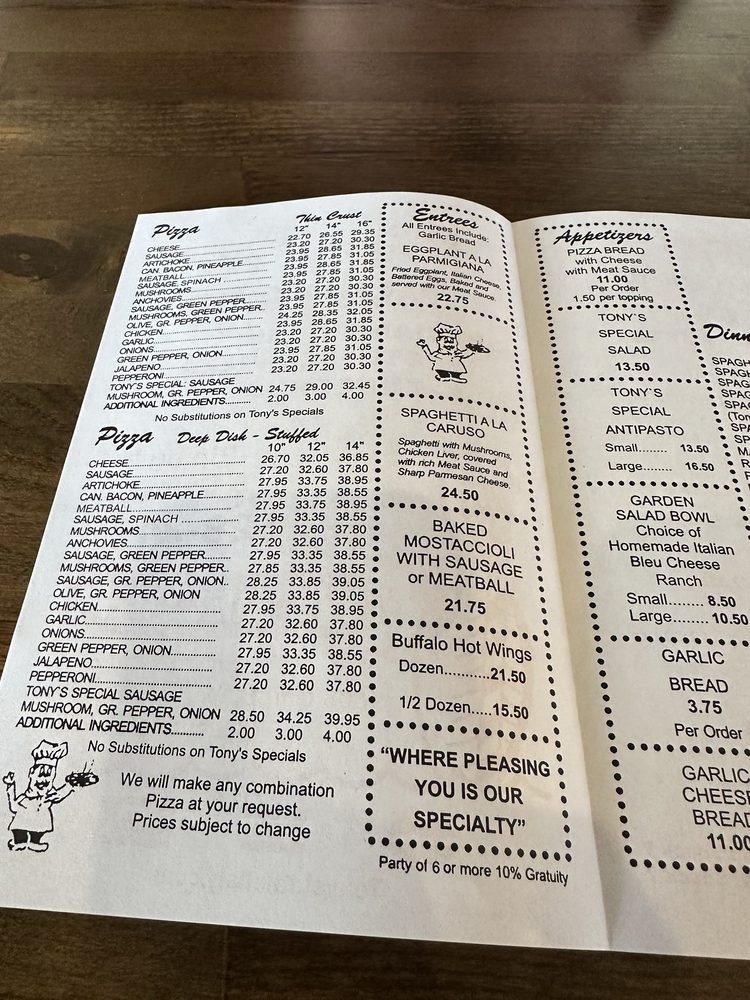 Pizza Thin Crust
12" 14" 16"
CHEESE 22.70 26.55 29.35
SAUSAGE 23.20 27.20 30.30
ARTICHOKE 23.95 28.65 31.85
CAN. BACON, PINEAPPLE 23.95 27.85 31.05
MEATBALL 23.95 28.65 31.85
SAUSAGE, SPINACH 23.95 27.85 31.05
MUSHROOMS 23.20 27.20 30.30
ANCHOVIES 23.20 27.20 30.30
SAUSAGE, GREEN PEPPER 23.95 27.85 31.05
MUSHROOMS, GREEN PEPPER 23.95 27.85 31.05
OLIVE, GR. PEPPER, ONION 24.25 28.35 32.05
CHICKEN 23.95 28.65 31.85
GARLIC 23.20 27.20 30.30
ONIONS 23.20 27.20 30.30
GREEN PEPPER, ONION 23.95 27.85 31.05
JALAPENO 23.20 27.20 30.30
PEPPERONI 23.20 27.20 30.30
TONY'S SPECIAL: SAUSAGE
MUSHROOM, GR. PEPPER, ONION 24.75 29.00 32.45
ADDITIONAL INGREDIENTS 2.00 3.00 4.00
No Substitutions on Tony's Specials
Pizza Deep Dish - Stuffed
10" 12" 14"
CHEESE 26.70 32.05 36.85
SAUSAGE 27.20 32.60 37.80
ARTICHOKE 27.95 33.75 38.95
CAN. BACON, PINEAPPLE 27.95 33.35 38.55
MEATBALL 27.95 33.75 38.95
SAUSAGE, SPINACH 27.95 33.35 38.55
MUSHROOMS 27.20 32.60 37.80
ANCHOVIES 27.20 32.60 37.80
SAUSAGE, GREEN PEPPER 27.95 33.35 38.55
MUSHROOMS, GREEN PEPPER 27.85 33.35 38.55
SAUSAGE, GR. PEPPER, ONION 28.25 33.85 39.05
OLIVE, GR. PEPPER, ONION 28.25 33.85 39.05
CHICKEN 27.95 33.75 38.95
GARLIC 27.20 32.60 37.80
ONIONS 27.20 32.60 37.80
GREEN PEPPER, ONION 27.95 33.35 38.55
JALAPENO 27.20 32.60 37.80
PEPPERONI 27.20 32.60 37.80
TONY'S SPECIAL SAUSAGE
MUSHROOM, GR. PEPPER, ONION 28.50 34.25 39.95
ADDITIONAL INGREDIENTS 2.00 3.00 4.00
No Substitutions on Tony's Specials
We will make any combination
Pizza at your request.
Prices subject to change
Entrees
All Entrees Include:
Garlic Bread
EGGPLANT A LA
PARMIGIANA
Fried Eggplant, Italian Cheese,
Battered Eggs, Baked and
served with our Meat Sauce.
22.75
SPAGHETTI A LA
CARUSO
Spaghetti with Mushrooms,
Chicken Liver, covered
with rich Meat Sauce and
Sharp Parmesan Cheese.
24.50
BAKED
MOSTACCIOLI
WITH SAUSAGE
or MEATBALL
21.75
Buffalo Hot Wings
Dozen...........21.50
1/2 Dozen.....15.50
"WHERE PLEASING
YOU IS OUR
SPECIALTY"
Party of 6 or more 10% Gratuity
Appetizers
PIZZA BREAD
with Cheese
with Meat Sauce
11.00
Per Order
1.50 per topping
TONY`S
SPECIAL
SALAD
13.50
TONY`S
SPECIAL
ANTIPASTO
Small........ 13.50
Large........ 16.50
GARDEN
SALAD BOWL
Choice of
Homemade Italian
Bleu Cheese
Ranch
Small........ 8.50
Large........ 10.50
GARLIC
BREAD
3.75
Per Order
GARLIC
CHEESE
BREAD
11.00